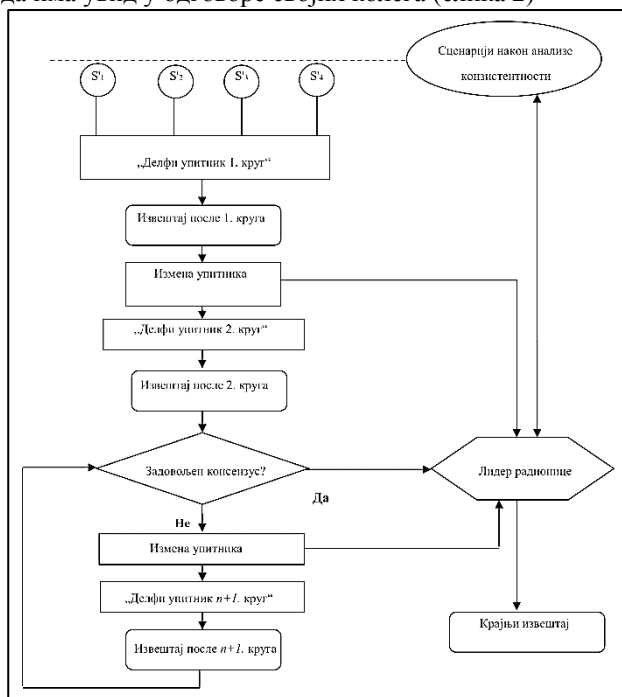 да има увид у одговоре својих колега (слика 2)
Сценарији након анализе
конзистентности
S'1 S'2 S'3 S'4
„Делфи упитник 1. круг“
Извештај после 1. круга
Измена упитника
„Делфи упитник 2. круг“
Извештај после 2. круга
Задовољен консензус?
Лидер радионице
Да
Не
Измена упитника
„Делфи упитник n+1. круг“
Крајњи извештај
Извештај после n+1. круга